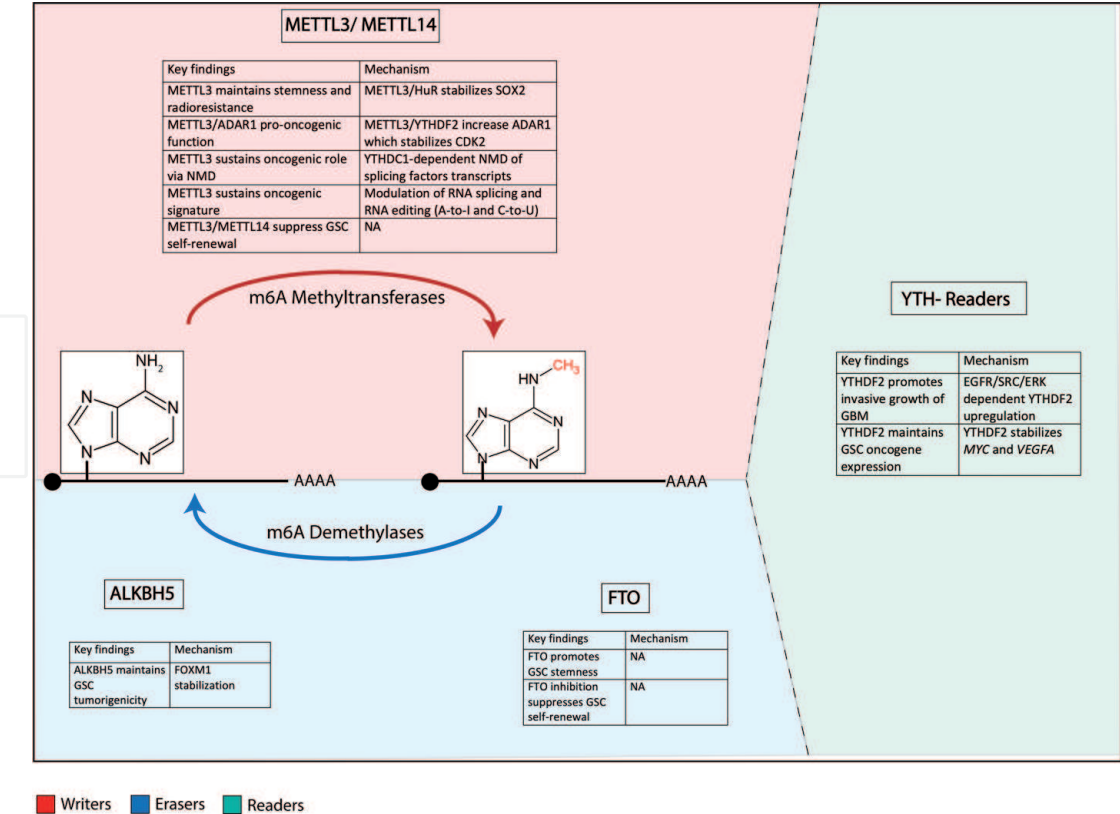 METTL3/ METTL14
Key findings Mechanism
METTL3 maintains stemness and METTL3/HuR stabilizes SOX2
radioresistance
METTL3/ADAR1 pro-oncogenic METTL3/YTHDF2 increase ADAR1
function which stabilizes CDK2
METTL3 sustains oncogenic role YTHDC1-dependent NMD of
via NMD splicing factors transcripts
METTL3 sustains oncogenic Modulation of RNA splicing and
signature RNA editing (A-to-I and C-to-U)
METTL3/METTL14 suppress GSC NA
self-renewal
m6A Methyltransferases
NH2
N
N
N
N
CH3
HN
N
N
N
N
AAAA
AAAA
m6A Demethylases
ALKBH5
Key findings Mechanism
ALKBH5 maintains FOXM1
GSC stabilization
tumorigenicity
FTO
Key findings Mechanism
FTO promotes NA
GSC stemness
FTO inhibition NA
suppresses GSC
self-renewal
YTH- Readers
Key findings Mechanism
YTHDF2 promotes EGFR/SRC/ERK
invasive growth of dependent YTHDF2
GBM upregulation
YTHDF2 maintains YTHDF2 stabilizes
GSC oncogene MYC and VEGFA
expression
Writers Erasers Readers